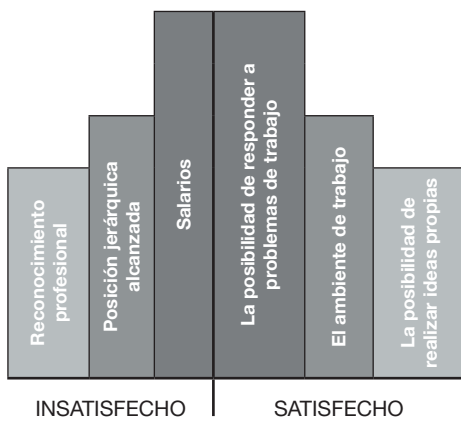 Reconocimiento
profesional
Posición jerárquica
alcanzada
Salarios
La posibilidad de responder a
problemas de trabajo
El ambiente de trabajo
La posibilidad de
realizar ideas propias
INSATISFECHO
SATISFECHO